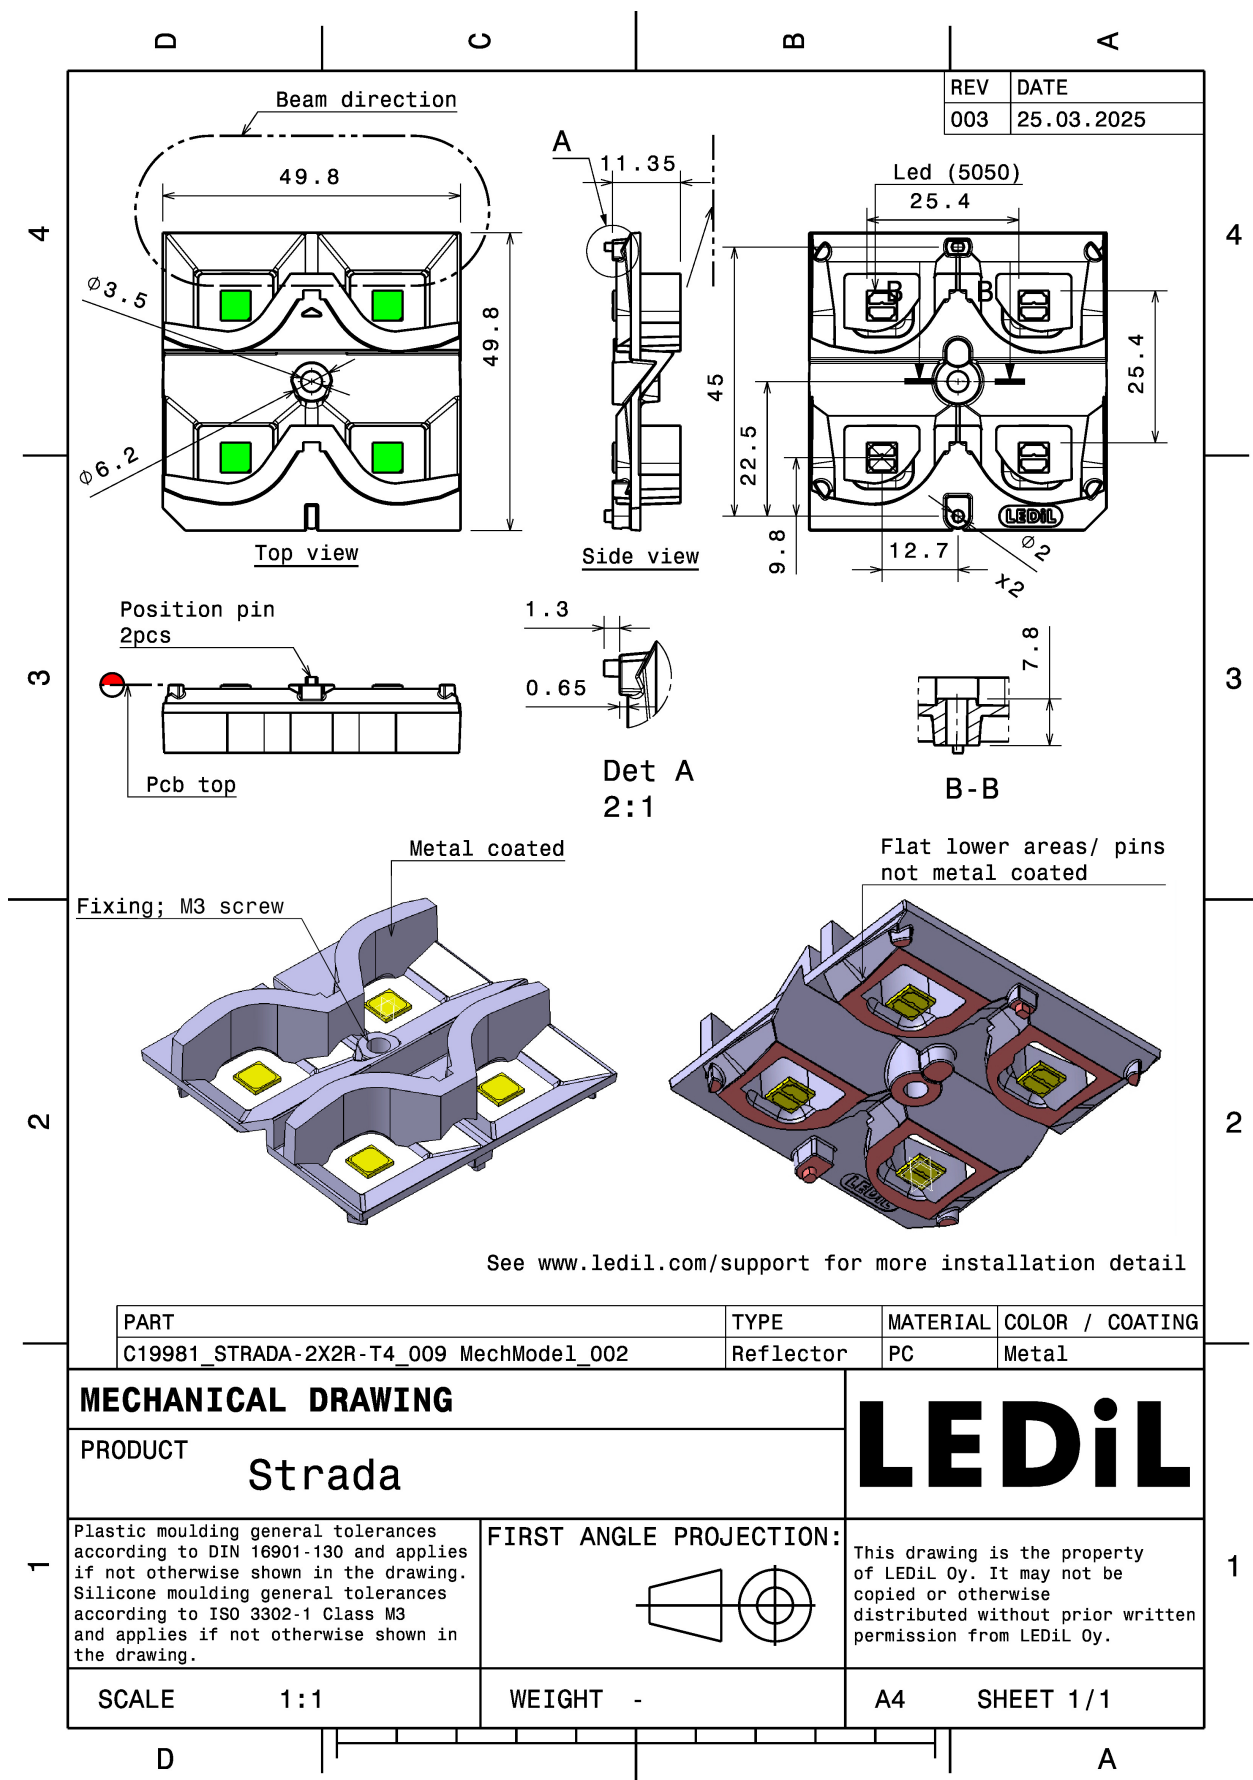 D
C
B
A
REV DATE
003 25.03.2025
Beam direction
A
49.8
11.35
Led (5050)
25.4
4
4
Ø3.5
49.8
B
B
45
25.4
22.5
Ø6.2
9.8
LEDiL
12.7
Ø2
x2
Top view
Side view
Position pin
2pcs
1.3
7.8
3
3
0.65
Pcb top
Det A
2:1
B-B
Metal coated
Flat lower areas/ pins
not metal coated
Fixing; M3 screw
2
2
LEDiL
See www.ledil.com/support for more installation detail
PART TYPE MATERIAL COLOR / COATING
C19981_STRADA-2X2R-T4_009 MechModel_002 Reflector PC Metal
MECHANICAL DRAWING
LEDiL
PRODUCT
Strada
Plastic moulding general tolerances
according to DIN 16901-130 and applies
if not otherwise shown in the drawing.
Silicone moulding general tolerances
according to ISO 3302-1 Class M3
and applies if not otherwise shown in
the drawing.
FIRST ANGLE PROJECTION:
This drawing is the property
of LEDiL Oy. It may not be
copied or otherwise
distributed without prior written
permission from LEDiL Oy.
1
1
SCALE 1:1
WEIGHT -
A4 SHEET 1/1
D
A